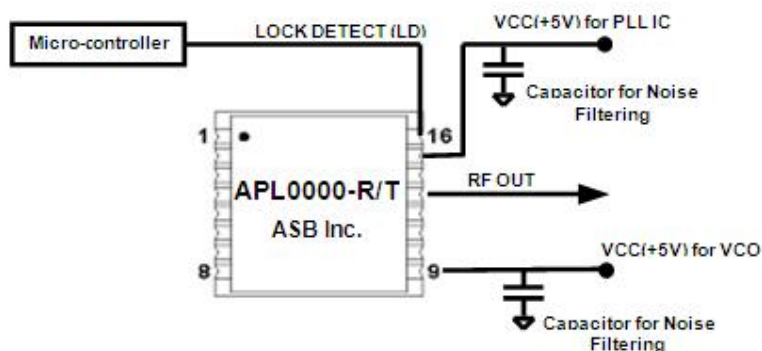 LOCK DETECT (LD)
VCC(+5V) for PLL IC
Micro-controller
Capacitor for Noise
Filtering
1
16
APL0000-R/T
RF OUT
ASB Inc.
VCC(+5V) for VCO
8
9
Capacitor for Noise
Filtering